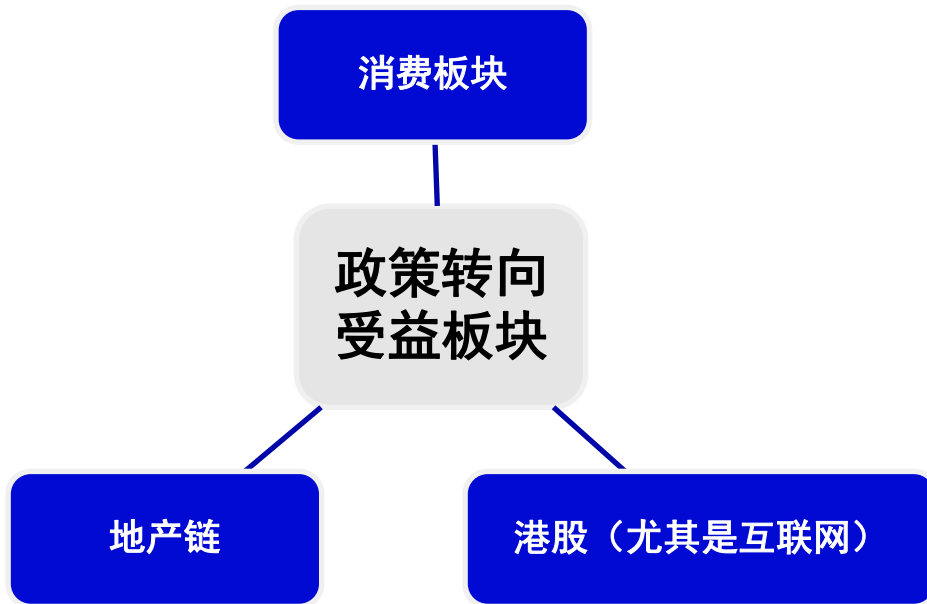 消费板块
政策转向
受益板块
地产链
港股（尤其是互联网）